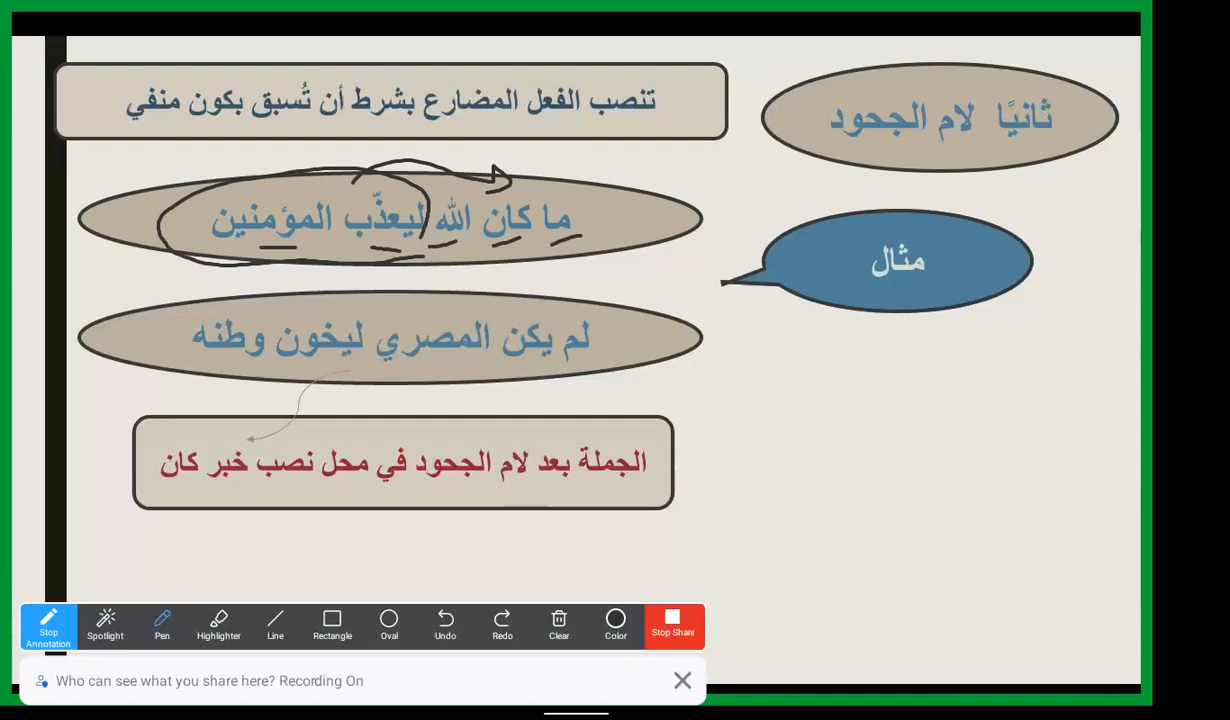 ثانيًا لام الجحود
تنصب الفعل المضارع بشرط أن تُسبق بكون منفي
مثال
ما كان الله ليعذّب المؤمنين
لم يكن المصري ليخون وطنه
الجملة بعد لام الجحود في محل نصب خبر كان
Stop Annotation
Spotlight
Pen
Highlighter
Line
Rectangle
Oval
Undo
Redo
Clear
Color
Stop Share
Who can see what you share here? Recording On